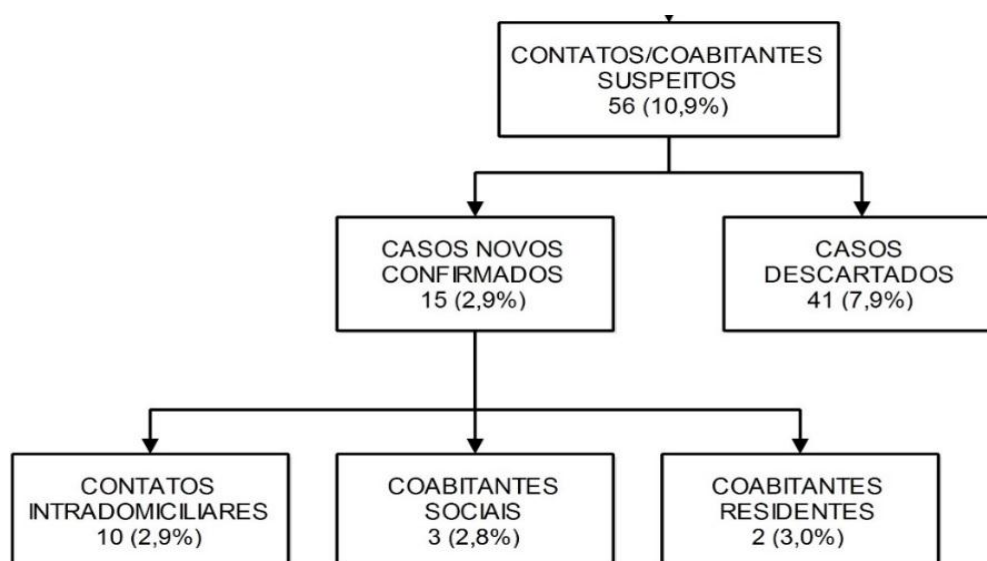 CONTATOS/COABITANTES
SUSPEITOS
56 (10,9%)
CASOS NOVOS
CONFIRMADOS
15 (2,9%)
CASOS
DESCARTADOS
41 (7,9%)
CONTATOS
INTRADOMICILIARES
10 (2,9%)
COABITANTES
SOCIAIS
3 (2,8%)
COABITANTES
RESIDENTES
2 (3,0%)